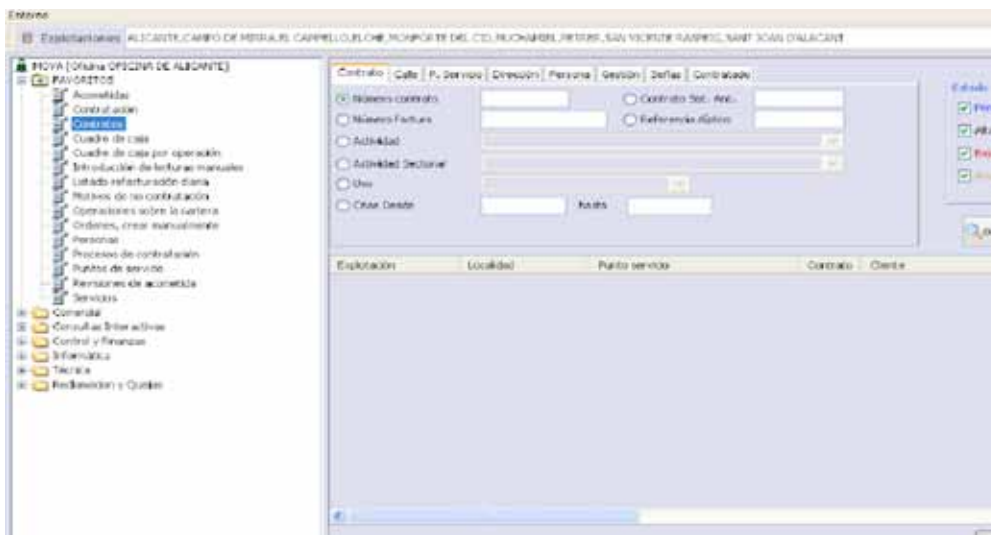 Entorno
Explotaciones ALICANTE, CAMPO DE MIRRA, EL CAMPELLO, ELCHE, MONFORTE DEL CID, MUCHAMIEL, PETRER, SAN VICENTE RASPEIG, SANT JOAN D'ALACANT
MOYA [Oficina OFICINA DE ALICANTE]
FAVORITOS
Acometidas
Contratación
Contratos
Cuadre de caja
Cuadre de caja por operación
Introducción de lecturas manuales
Listado refacturación diaria
Motivos de no contratación
Operaciones sobre la cartera
Ordenes, crear manualmente
Personas
Procesos de contratación
Puntos de servicio
Revisiones de acometida
Servicios
Comercial
Consultas Interactivas
Control y Finanzas
Informática
Técnica
Reclamacion y Quejas
Contrato Calle P. Servicio Dirección Persona Gestión Señas Contratado
Número contrato Contrato Sist. Ant.
Número Factura Referencia
Actividad
Actividad Sectorial
Uso
Desde hasta
Estado
Explotación Localidad Punto servicio Contrato Cliente